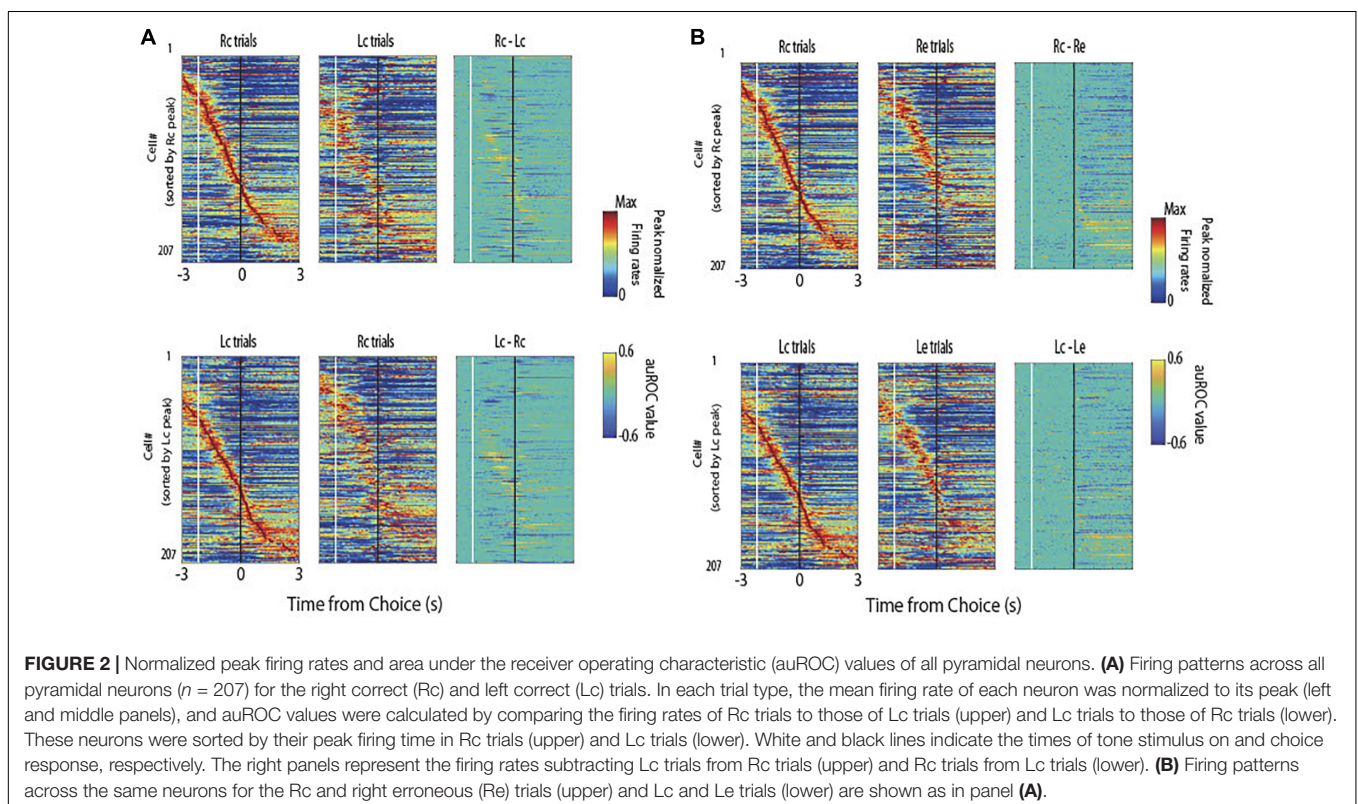 A
Rc trials
Lc trials
Rc - Lc
1
Cell#
(sorted by Rc peak)
207
-3
0
3
Max
0
Peak normalized
Firing rates
Lc trials
Rc trials
Lc - Rc
1
Cell#
(sorted by Lc peak)
207
-3
0
3
0.6
-0.6
auROC value
Time from Choice (s)
B
Rc trials
Re trials
Rc - Re
1
Cell#
(sorted by Rc peak)
207
-3
0
3
Max
0
Peak normalized
Firing rates
Lc trials
Le trials
Lc - Le
1
Cell#
(sorted by Lc peak)
207
-3
0
3
0.6
-0.6
auROC value
Time from Choice (s)
FIGURE 2 | Normalized peak firing rates and area under the receiver operating characteristic (auROC) values of all pyramidal neurons. (A) Firing patterns across all
pyramidal neurons (n = 207) for the right correct (Rc) and left correct (Lc) trials. In each trial type, the mean firing rate of each neuron was normalized to its peak (left
and middle panels), and auROC values were calculated by comparing the firing rates of Rc trials to those of Lc trials (upper) and Lc trials to those of Rc trials (lower).
These neurons were sorted by their peak firing time in Rc trials (upper) and Lc trials (lower). White and black lines indicate the times of tone stimulus on and choice
response, respectively. The right panels represent the firing rates subtracting Lc trials from Rc trials (upper) and Rc trials from Lc trials (lower). (B) Firing patterns
across the same neurons for the Rc and right erroneous (Re) trials (upper) and Lc and Le trials (lower) are shown as in panel (A).